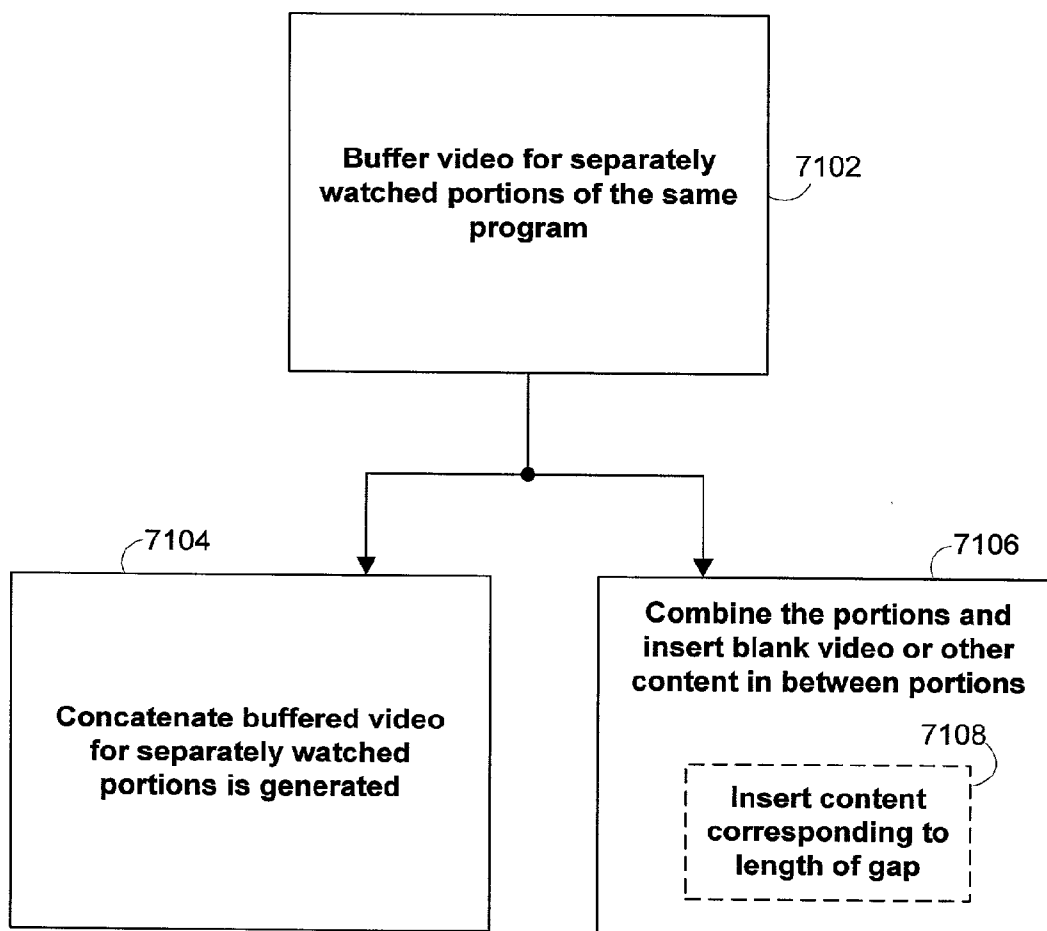 Buffer video for separately
watched portions of the same
program
7102
7104
Concatenate buffered video
for separately watched
portions is generated
7106
Combine the portions and
insert blank video or other
content in between portions
7108
Insert content
corresponding to
length of gap